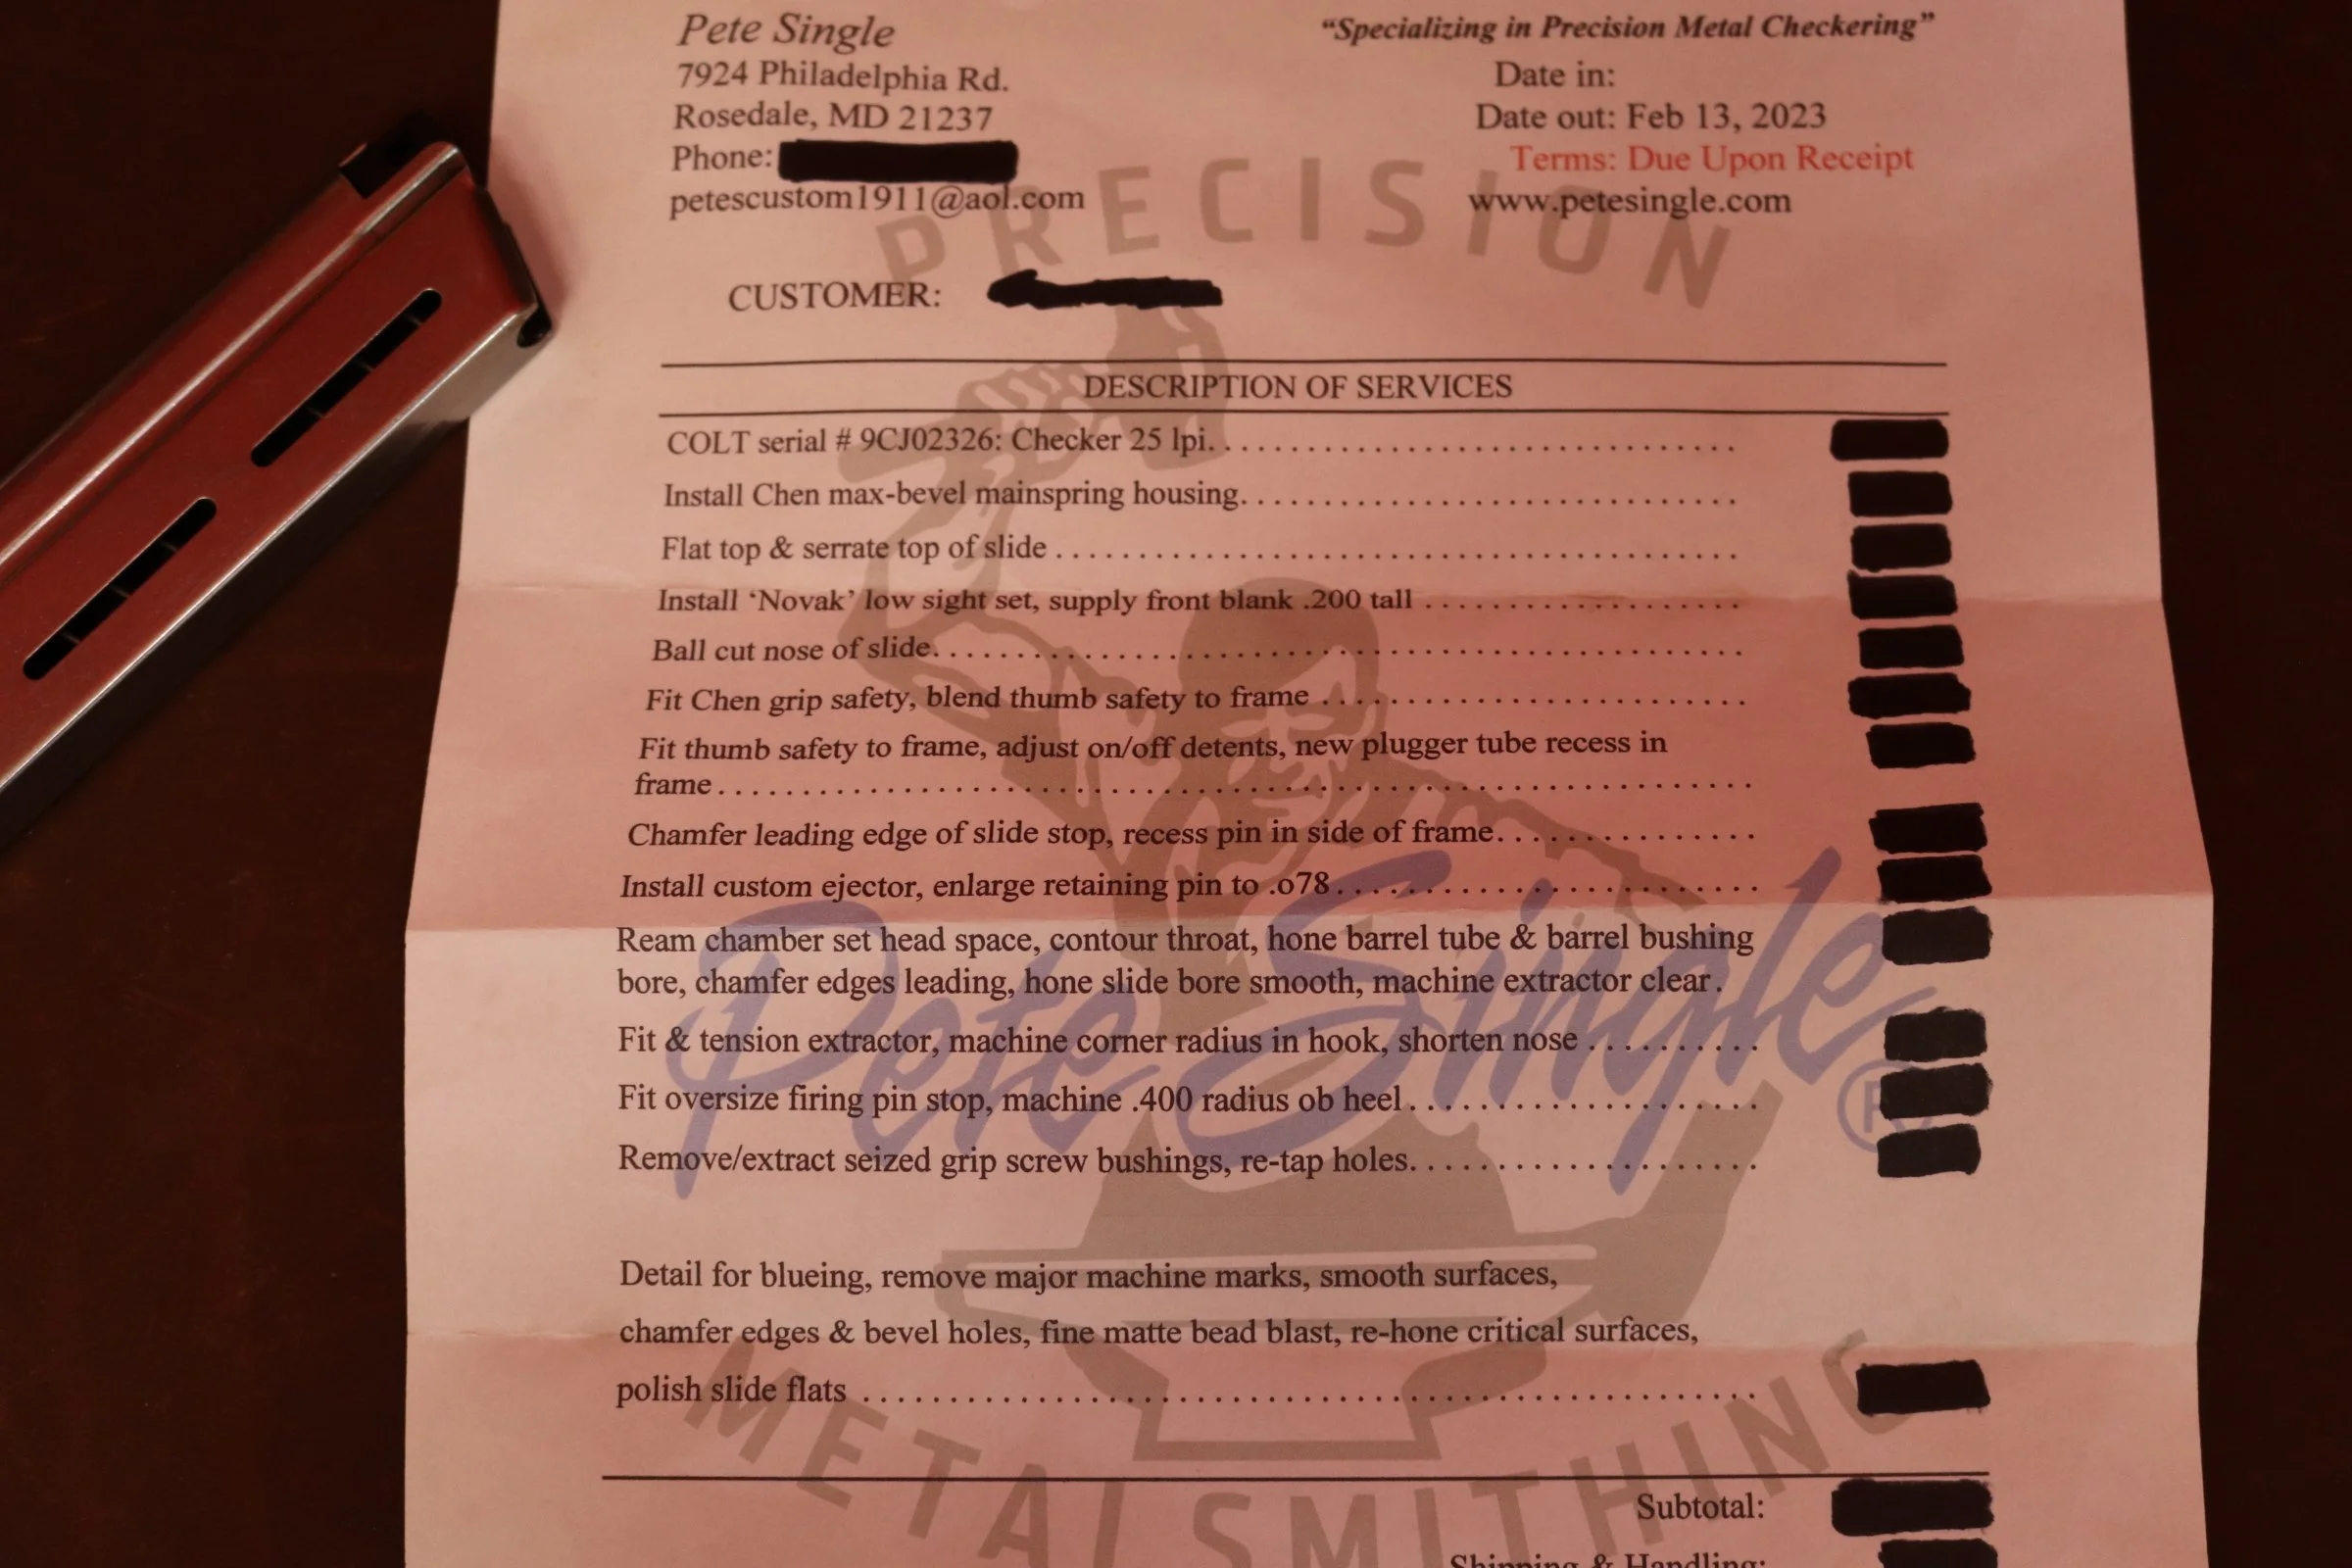 Pete Single
"Specializing in Precision Metal Checkering"
7924 Philadelphia Rd.
Date in:
Rosedale, MD 21237
Date out: Feb 13, 2023
Phone:
Terms: Due Upon Receipt
petescustom1911@aol.com
www.petesingle.com
PRECISION
CUSTOMER:
DESCRIPTION OF SERVICES
COLT serial # 9CJ02326: Checker 25 lpi.
Install Chen max-bevel mainspring housing.
Flat top & serrate top of slide
Install 'Novak' low sight set, supply front blank .200 tall
Ball cut nose of slide.
Fit Chen grip safety, blend thumb safety to frame
Fit thumb safety to frame, adjust on/off detents, new plugger tube recess in
frame
Chamfer leading edge of slide stop, recess pin in side of frame.
Install custom ejector, enlarge retaining pin to .o78.
Ream chamber set head space, contour throat, hone barrel tube & barrel bushing
bore, chamfer edges leading, hone slide bore smooth, machine extractor clear.
Fit & tension extractor, machine corner radius in hook, shorten nose
Fit oversize firing pin stop, machine .400 radius ob heel.
Remove/extract seized grip screw bushings, re-tap holes.
Pete Single ®
Detail for blueing, remove major machine marks, smooth surfaces,
chamfer edges & bevel holes, fine matte bead blast, re-hone critical surfaces,
polish slide flats
METALSMITHING
Subtotal:
Shipping & Handling: